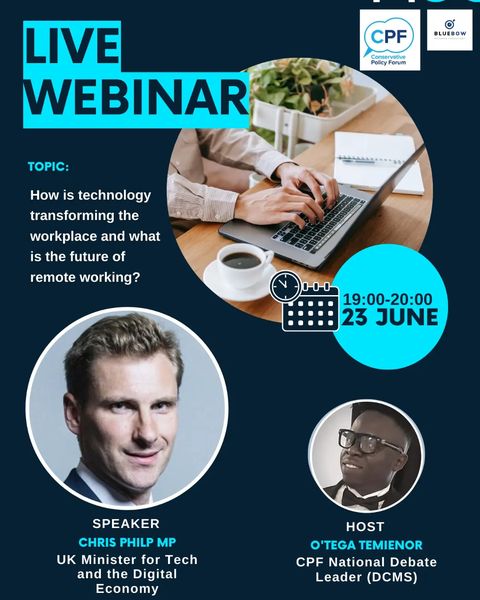 CPF
Conservative
Policy Forum
BLUEBOW
LIVE
WEBINAR
TOPIC:
How is technology
transforming the
workplace and what
is the future of
remote working?
19:00-20:00
23 JUNE
SPEAKER
CHRIS PHILP MP
UK Minister for Tech
and the Digital
Economy
HOST
O'TEGA TEMIENOR
CPF National Debate
Leader (DCMS)